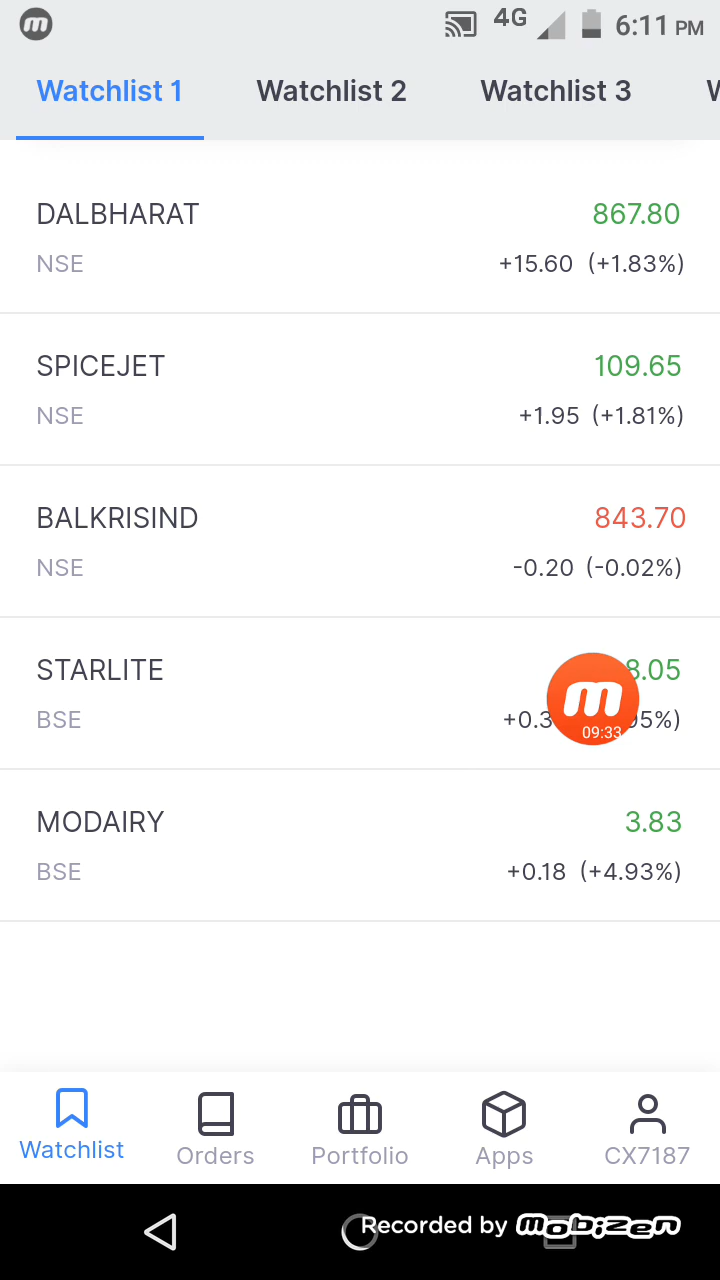 4G 6:11 PM
Watchlist 1 Watchlist 2 Watchlist 3
DALBHARAT 867.80
NSE +15.60 (+1.83%)
SPICEJET 109.65
NSE +1.95 (+1.81%)
BALKRISIND 843.70
NSE -0.20 (-0.02%)
STARLITE
BSE
09:33
MODAIRY 3.83
BSE +0.18 (+4.93%)
Watchlist Orders Portfolio Apps CX7187
Recorded by mobizen